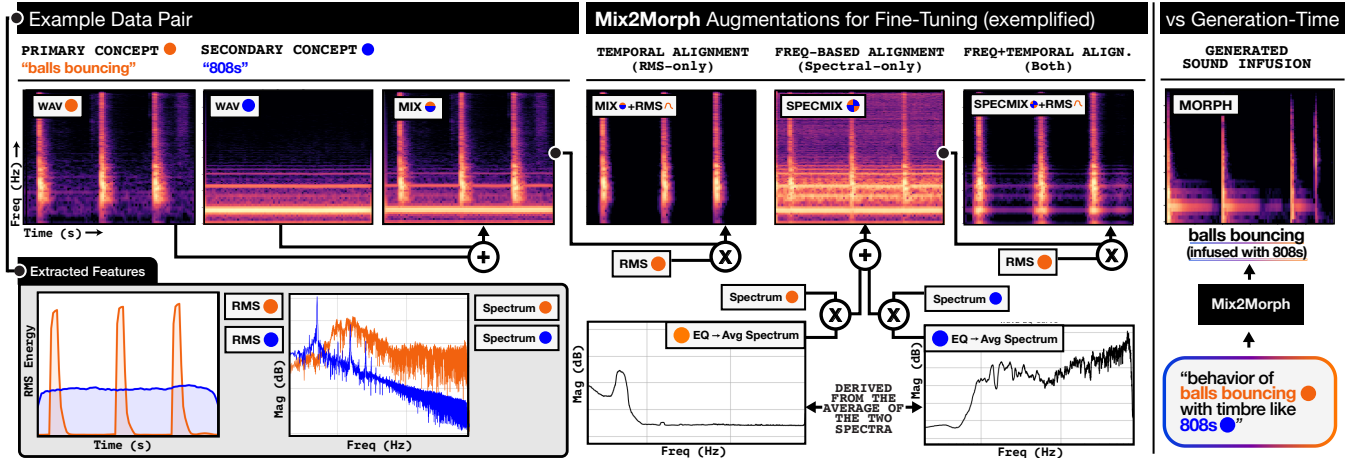 Example Data Pair
Mix2Morph Augmentations for Fine-Tuning (exemplified)
vs Generation-Time
PRIMARY CONCEPT
"balls bouncing"
SECONDARY CONCEPT
"808s"
TEMPORAL ALIGNMENT
(RMS-only)
FREQ-BASED ALIGNMENT
(Spectral-only)
FREQ+TEMPORAL ALIGN.
(Both)
GENERATED
SOUND INFUSION
WAV
WAV
MIX
MIX +RMS
SPECMIX
SPECMIX +RMS
MORPH
Freq (Hz)
Time (s)
+
RMS
X
+
RMS
X
balls bouncing
(infused with 808s)
Extracted Features
RMS
RMS
RMS Energy
Time (s)
Spectrum
Spectrum
Mag (dB)
Freq (Hz)
Spectrum
X
X
Spectrum
EQ → Avg Spectrum
EQ → Avg Spectrum
Mag (dB)
Freq (Hz)
DERIVED
FROM THE
AVERAGE OF
THE TWO
SPECTRA
Mag (dB)
Freq (Hz)
Mix2Morph
"behavior of
balls bouncing
with timbre like
808s "